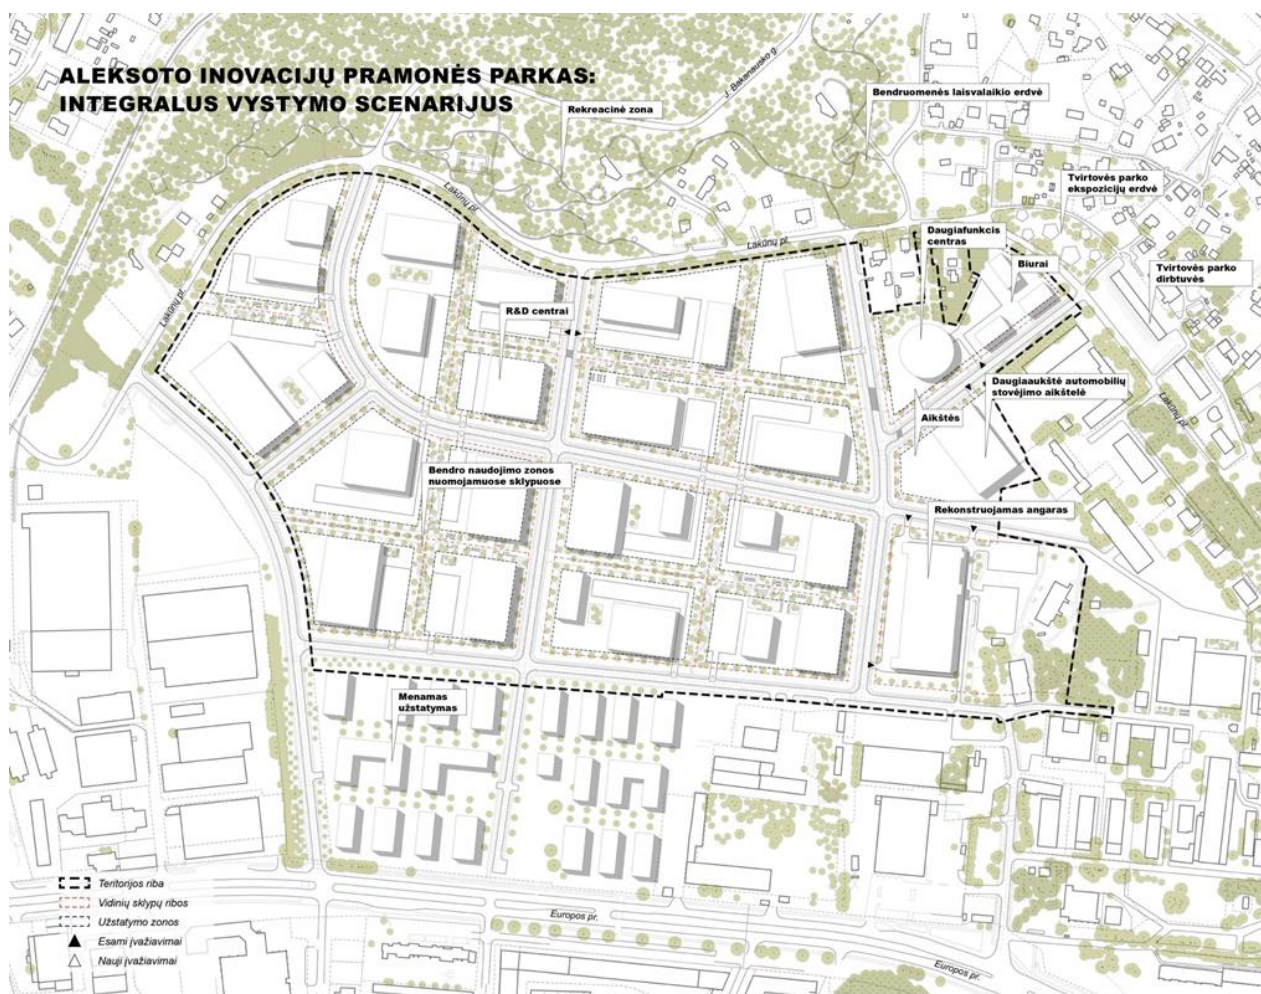 ALEKSOTO INOVACIJŲ PRAMONĖS PARKAS:
INTEGRALUS VYSTYMO SCENARIJUS
J. Bakanausko g.
Bendruomenės laisvalaikio erdvė
Rekreacinė zona
Tvirtovės parko
ekspozicijų erdvė
Lakūnų pl.
Lakūnų pl.
Daugiafunkcis
centras
Biurai
Tvirtovės parko
dirbtuvės
Lakūnų pl.
R&D centrai
Daugiaaukštė automobilių
stovėjimo aikštelė
Lakūnų pl.
Aikštės
Bendro naudojimo zonos
nuomojamuose sklypuose
Rekonstruojamas angaras
Menamas
užstatymas
Teritorijos riba
Vidinių sklypų ribos
Užstatymo zonos
Esami įvažiavimai
Nauji įvažiavimai
Europos pr.
Europos pr.